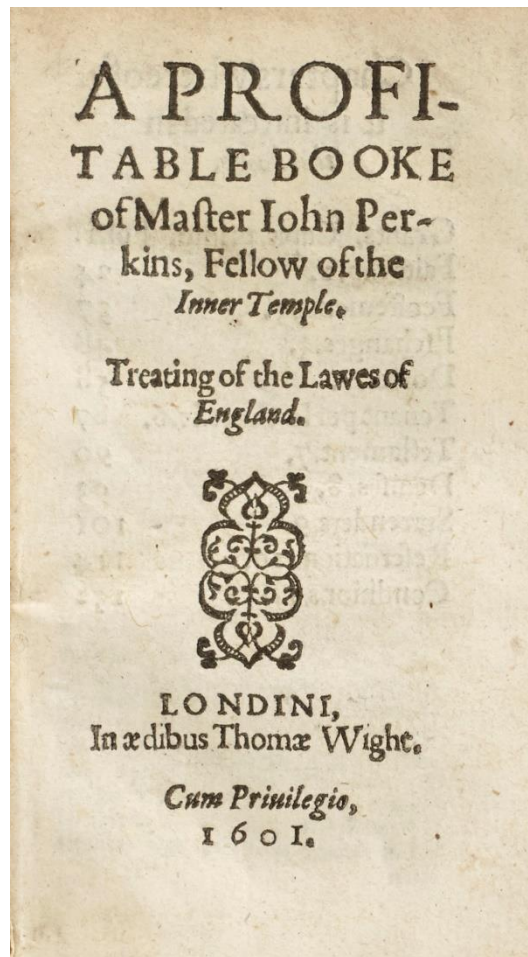 A PROFI-
TABLE BOOKE
of Maſter Iohn Per-
kins, Fellow of the
Inner Temple.
Treating of the Lawes of
England.
LONDINI,
In ædibus Thomæ Wight.
Cum Priuilegio,
1601.